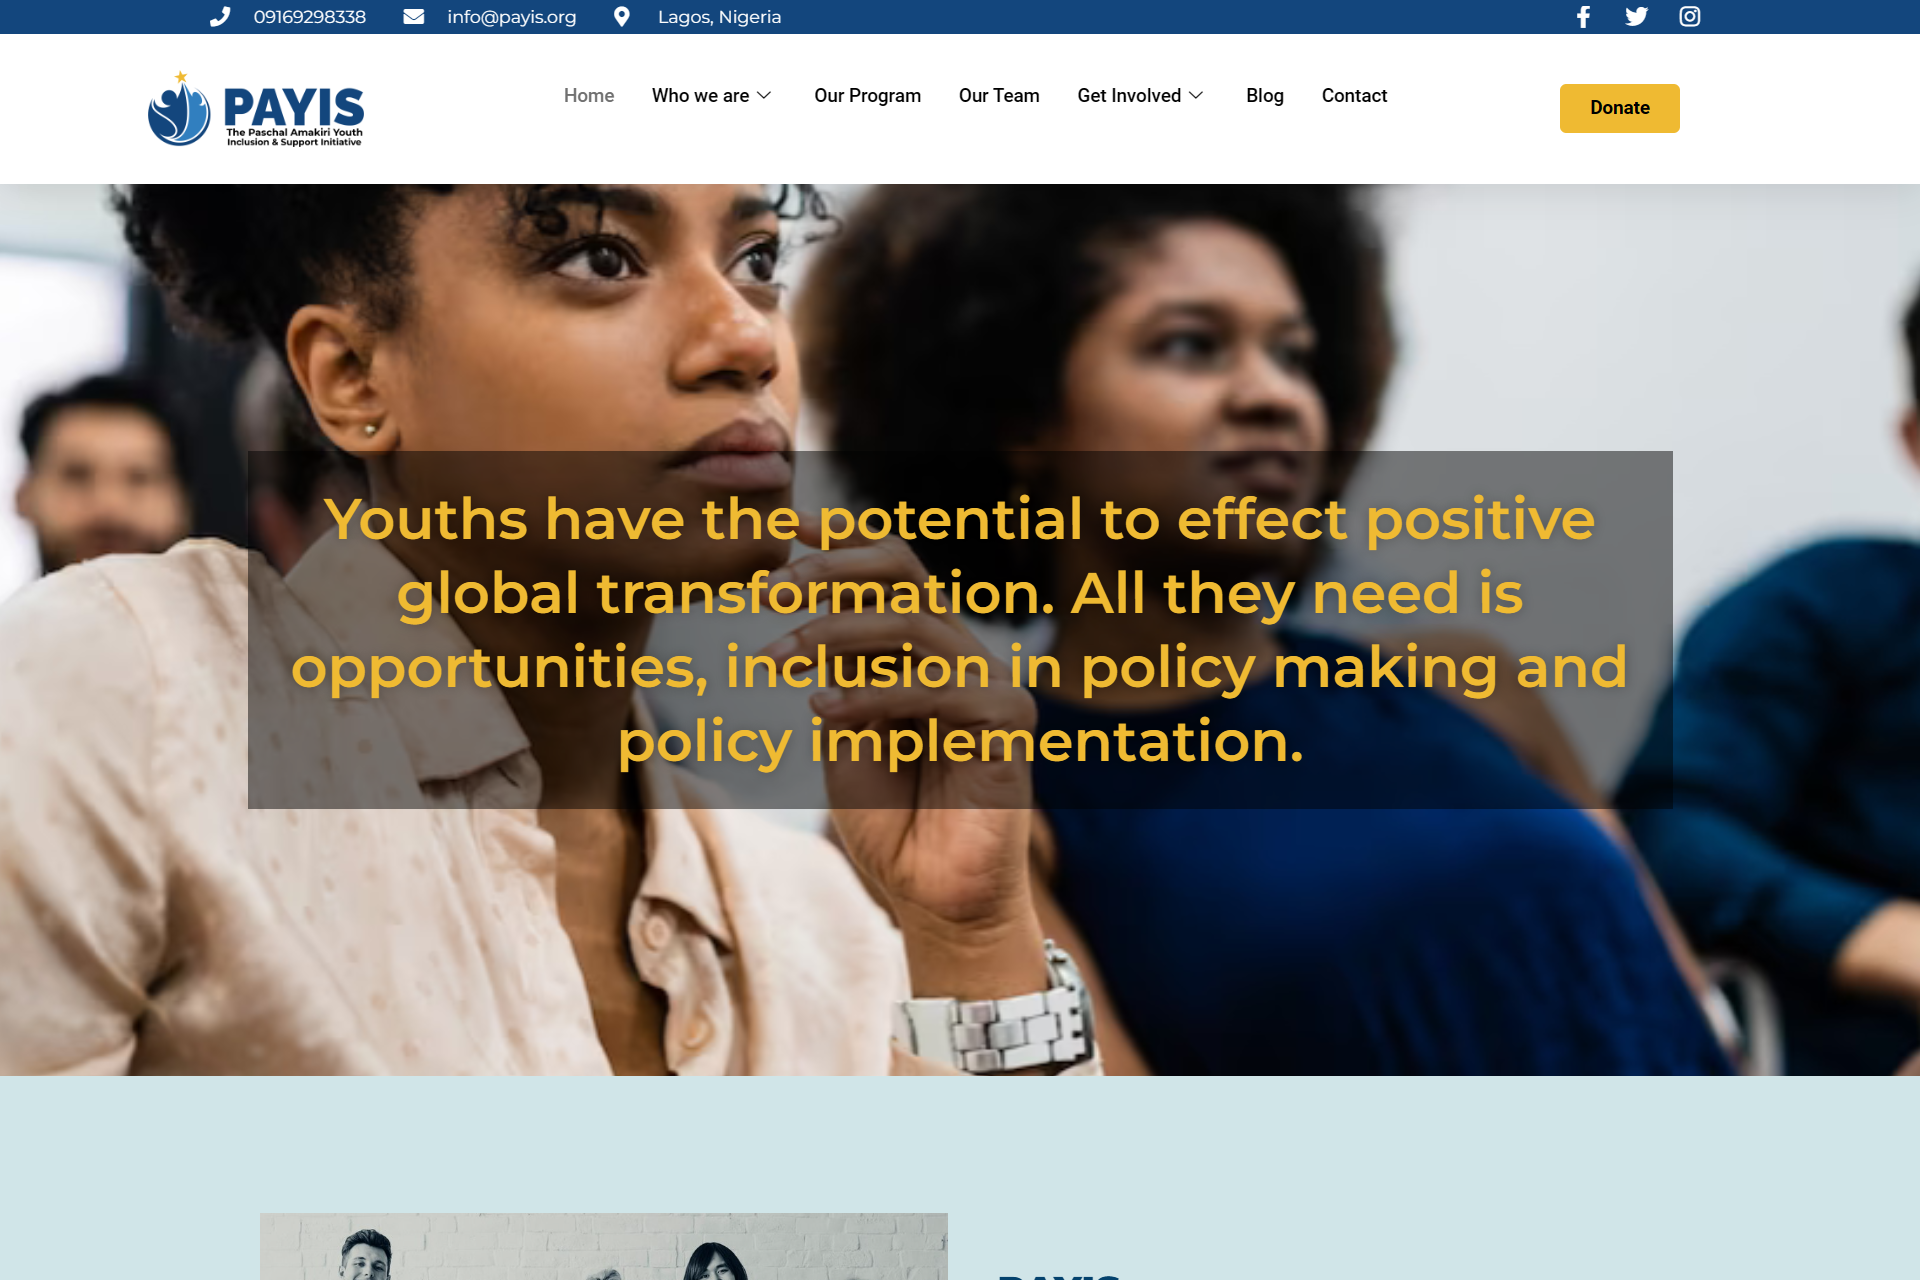 09169298338
info@payis.org
Lagos, Nigeria
PAYIS
The Paschal Amakiri Youth
Inclusion & Support Initiative
Home
Who we are
Our Program
Our Team
Get Involved
Blog
Contact
Donate
Youths have the potential to effect positive
global transformation. All they need is
opportunities, inclusion in policy making and
policy implementation.
PAYIS